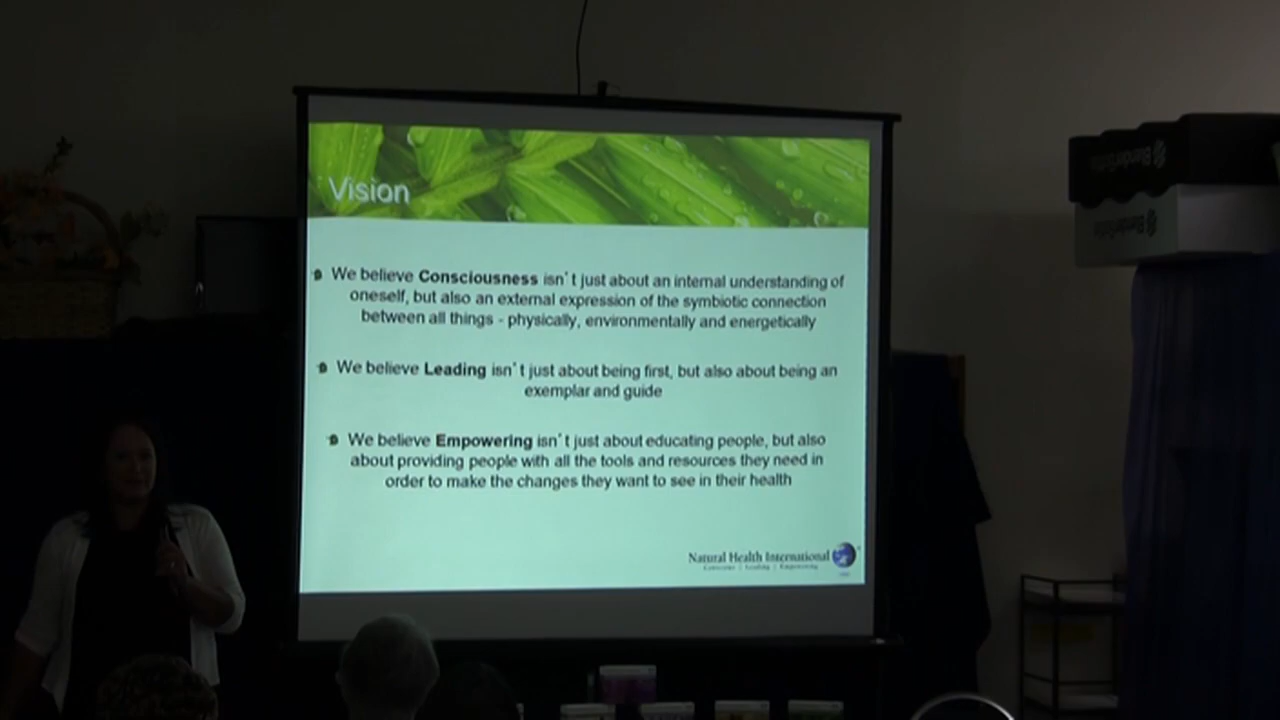 Vision
We believe Consciousness isn't just about an internal understanding of
oneself, but also an external expression of the symbiotic connection
between all things - physically, environmentally and energetically
We believe Leading isn't just about being first, but also about being an
exemplar and guide
We believe Empowering isn't just about educating people, but also
about providing people with all the tools and resources they need in
order to make the changes they want to see in their health
Natural Health International
Conscious | Leading | Empowering